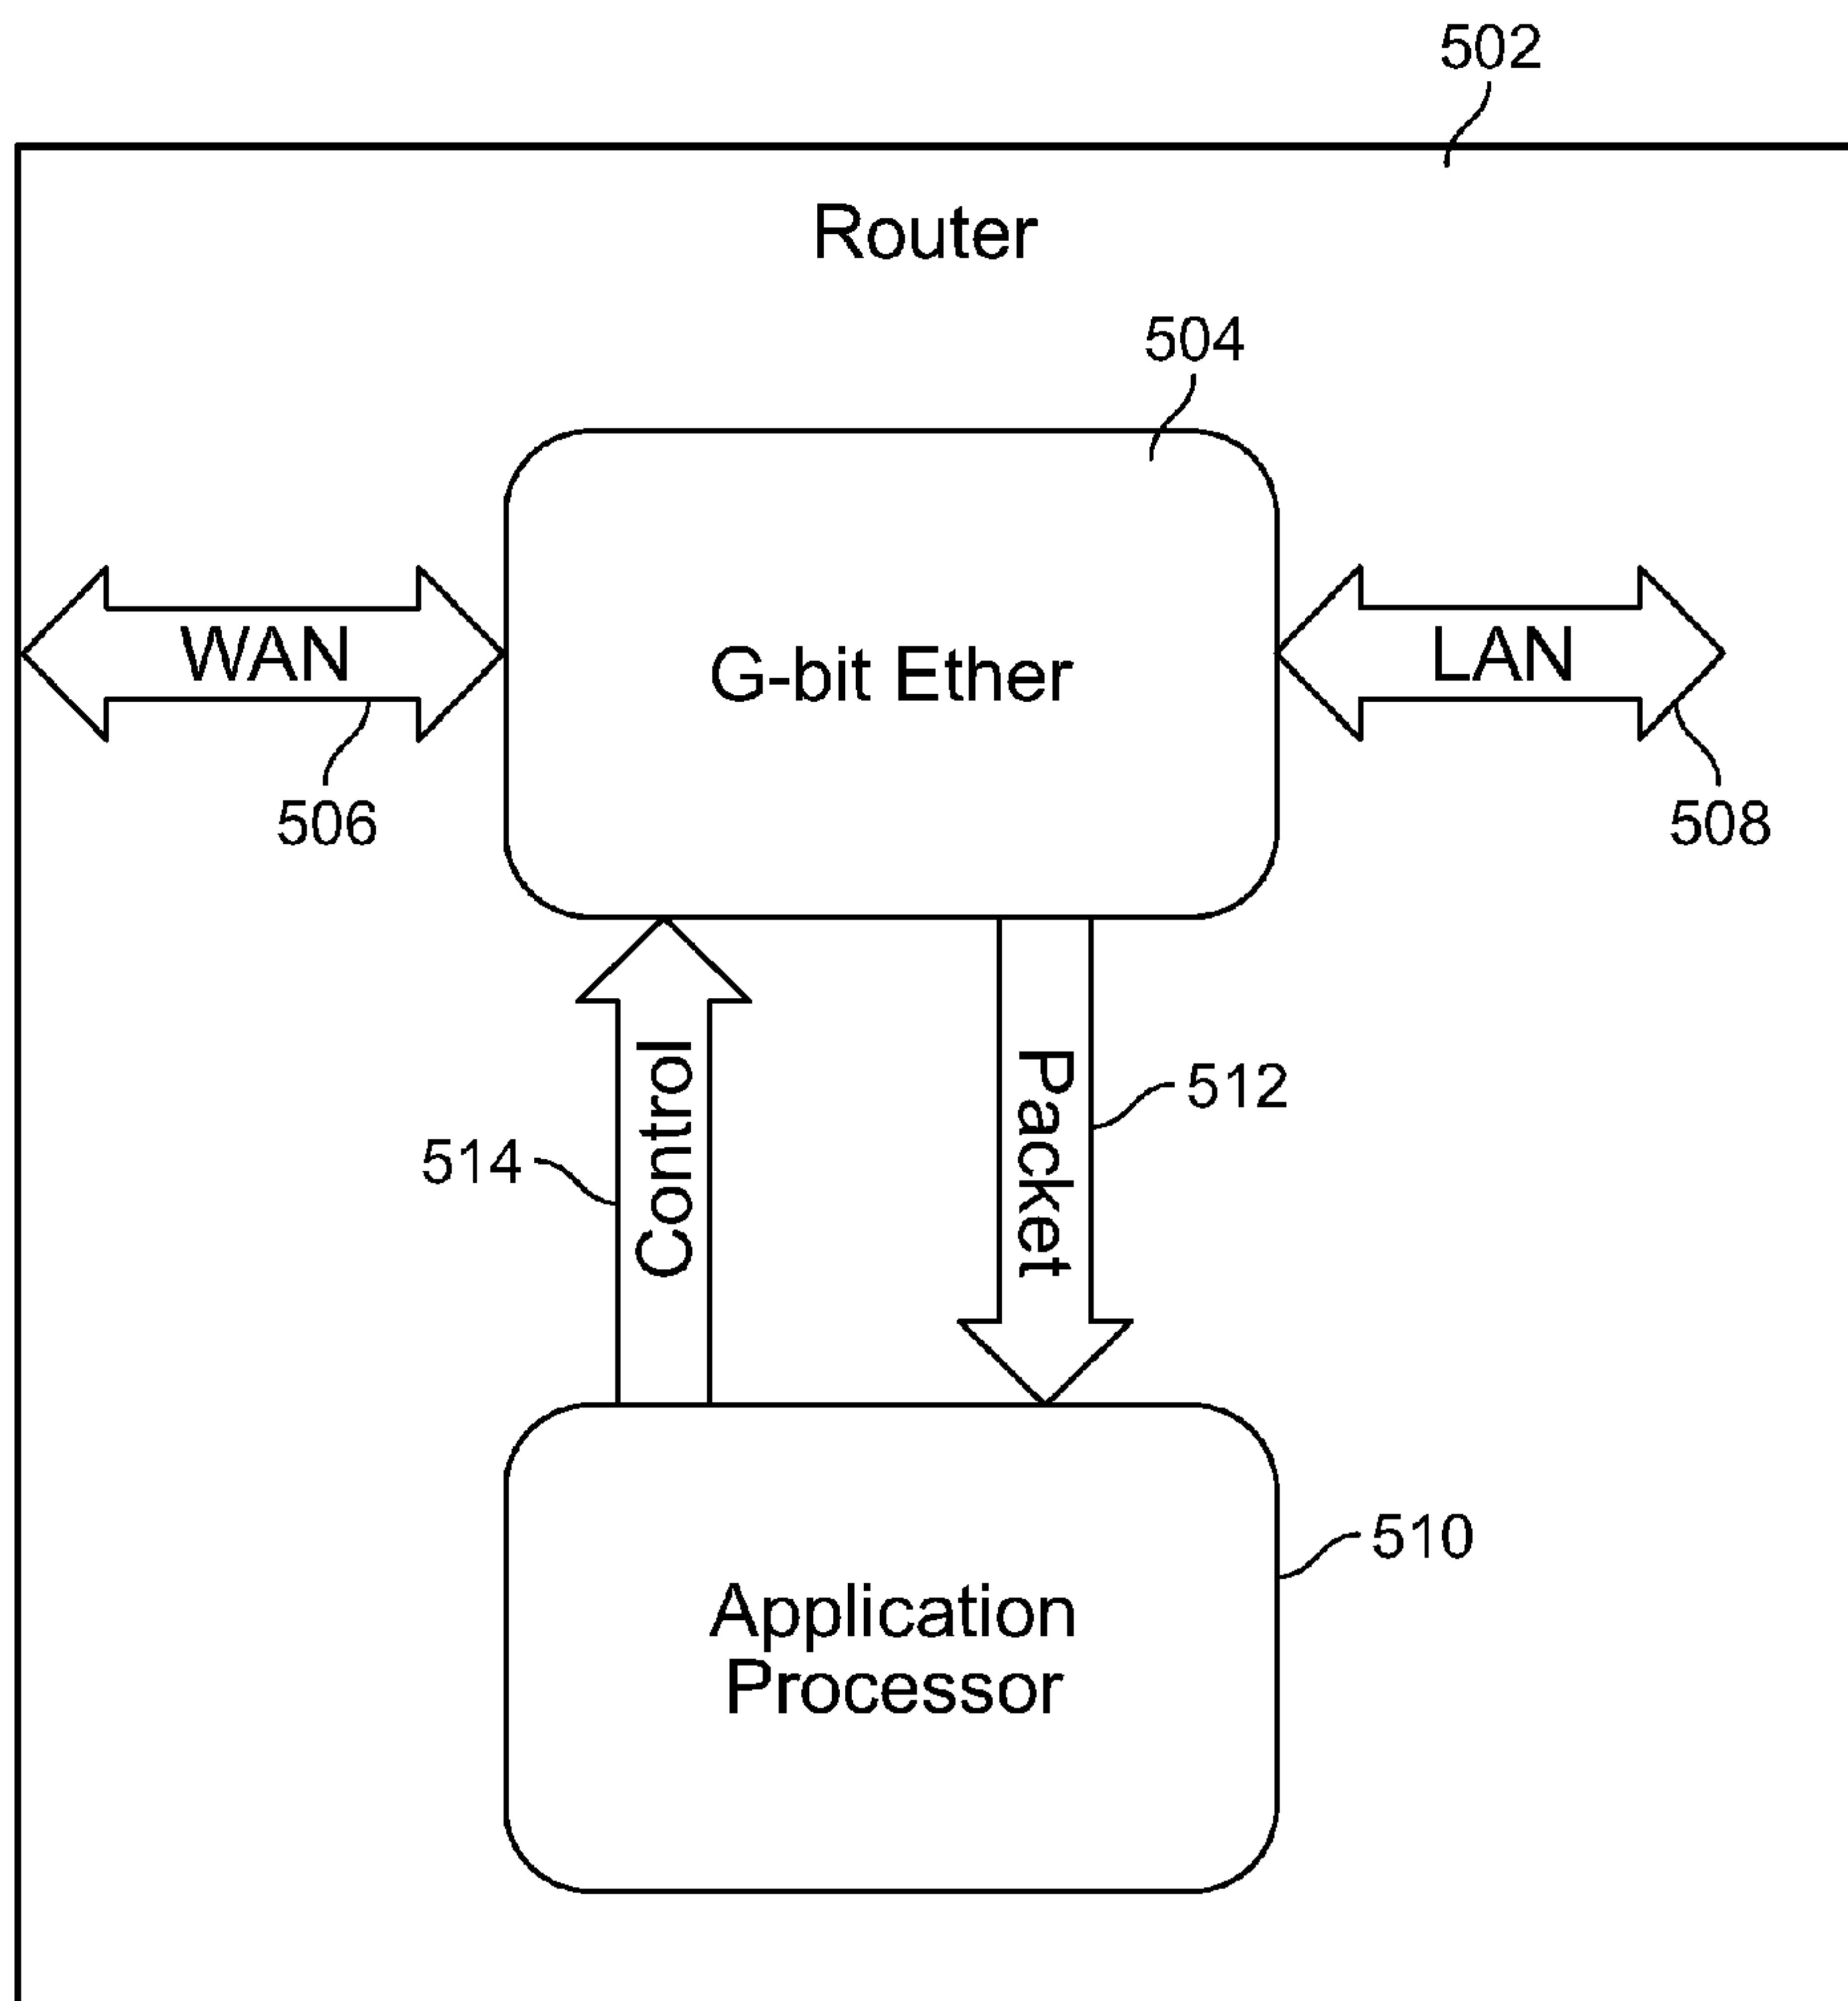 502
Router
504
WAN
G-bit Ether
LAN
506
508
Control
Packet
512
514
510
Application
Processor